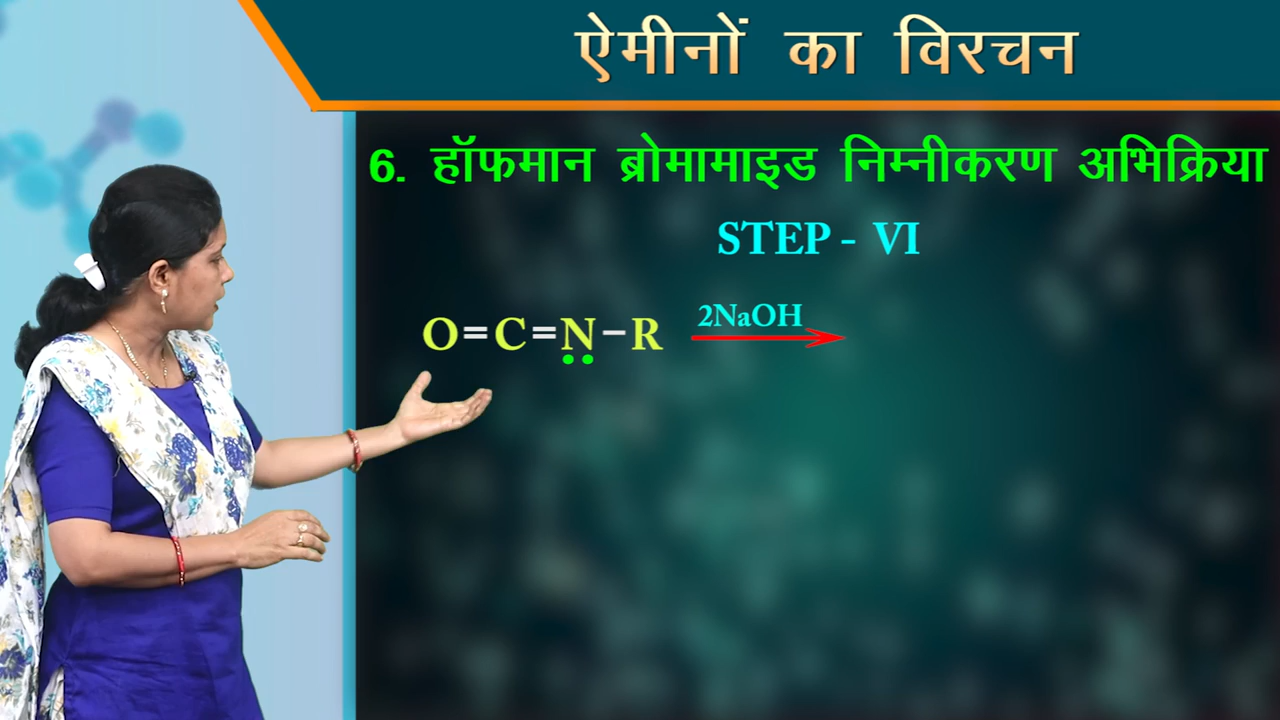 ऐमीनों का विरचन
6. हॉफमान ब्रोमामाइड निम्नीकरण अभिक्रिया
STEP - VI
2NaOH
O=C=N-R